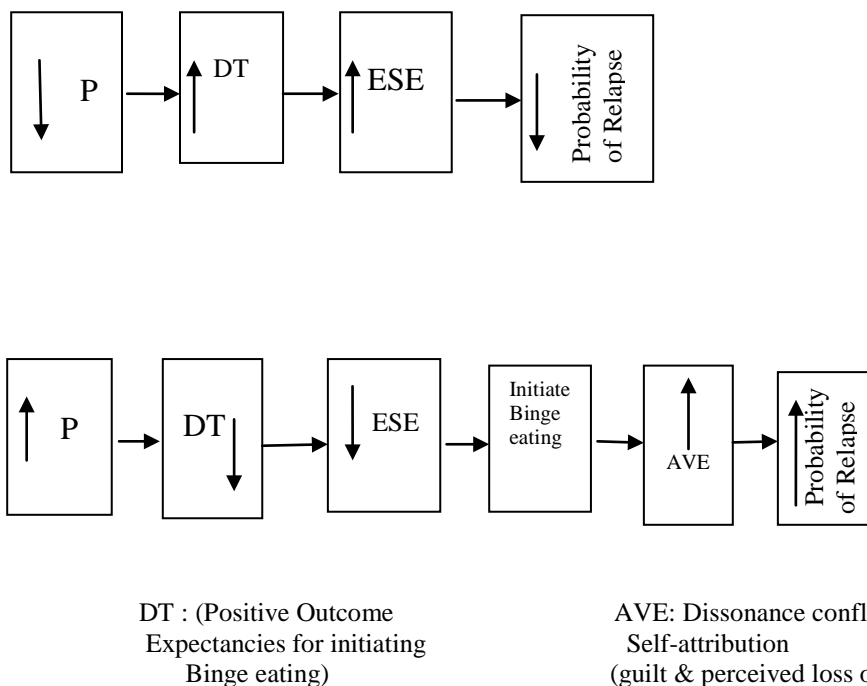 P
DT
ESE
Probability
of Relapse
P
DT
ESE
Initiate
Binge
eating
AVE
Probability
of Relapse
DT : (Positive Outcome
Expectancies for initiating
Binge eating)
AVE: Dissonance
Self-attribution
(guilt & perceived loss